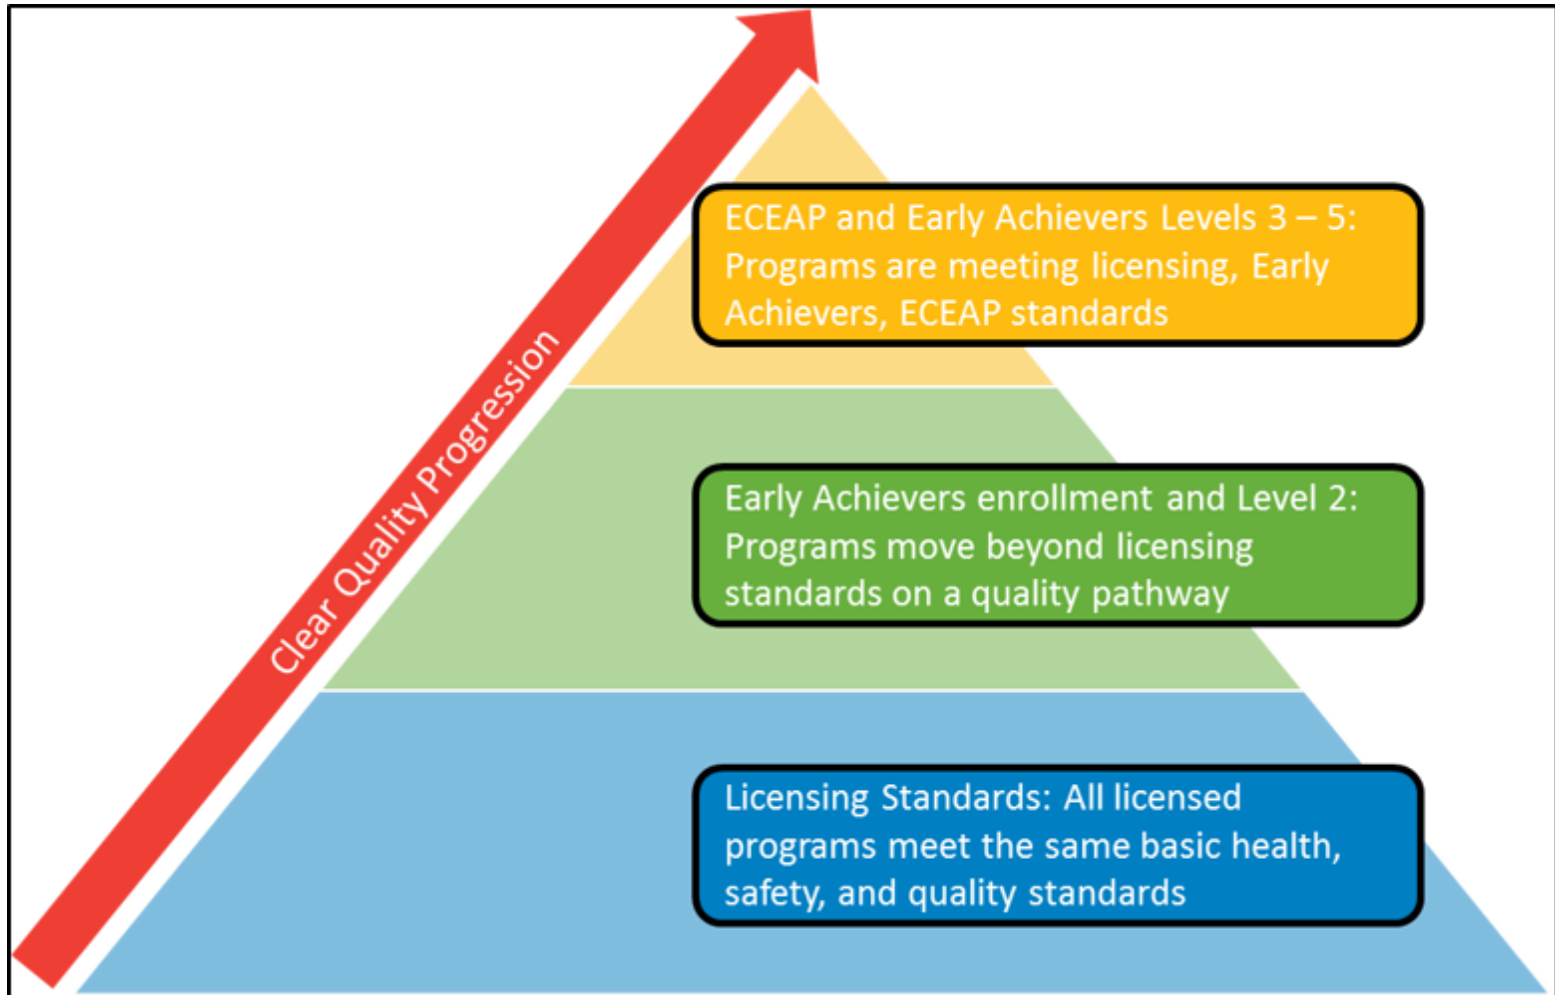 Clear Quality Progression
ECEAP and Early Achievers Levels 3 – 5:
Programs are meeting licensing, Early
Achievers, ECEAP standards
Early Achievers enrollment and Level 2:
Programs move beyond licensing
standards on a quality pathway
Licensing Standards: All licensed
programs meet the same basic health,
safety, and quality standards